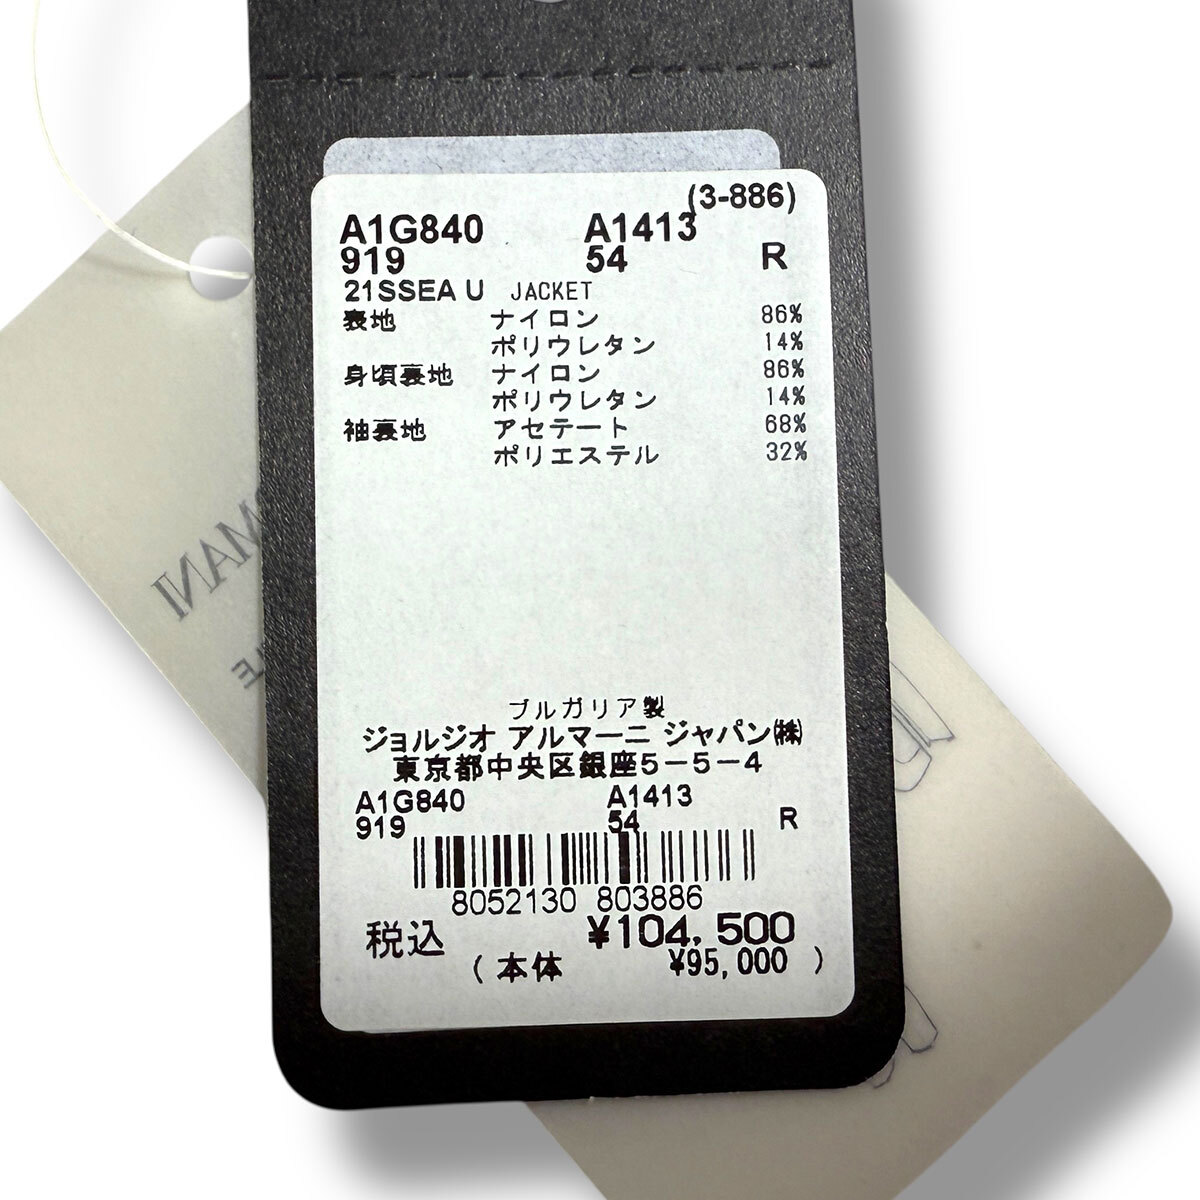 (3-886)
A1G840 A1413
919 54 R
21SSEA U JACKET
表地 ナイロン 86%
ポリウレタン 14%
身頃裏地 ナイロン 86%
ポリウレタン 14%
袖裏地 アセテート 68%
ポリエステル 32%
MANI
LE
ブルガリア製
ジョルジオ アルマーニ ジャパン㈱
東京都中央区銀座5-5-4
A1G840 A1413
919 54 R
8052130 803886
税込 ¥104,500
(本体 ¥95,000 )